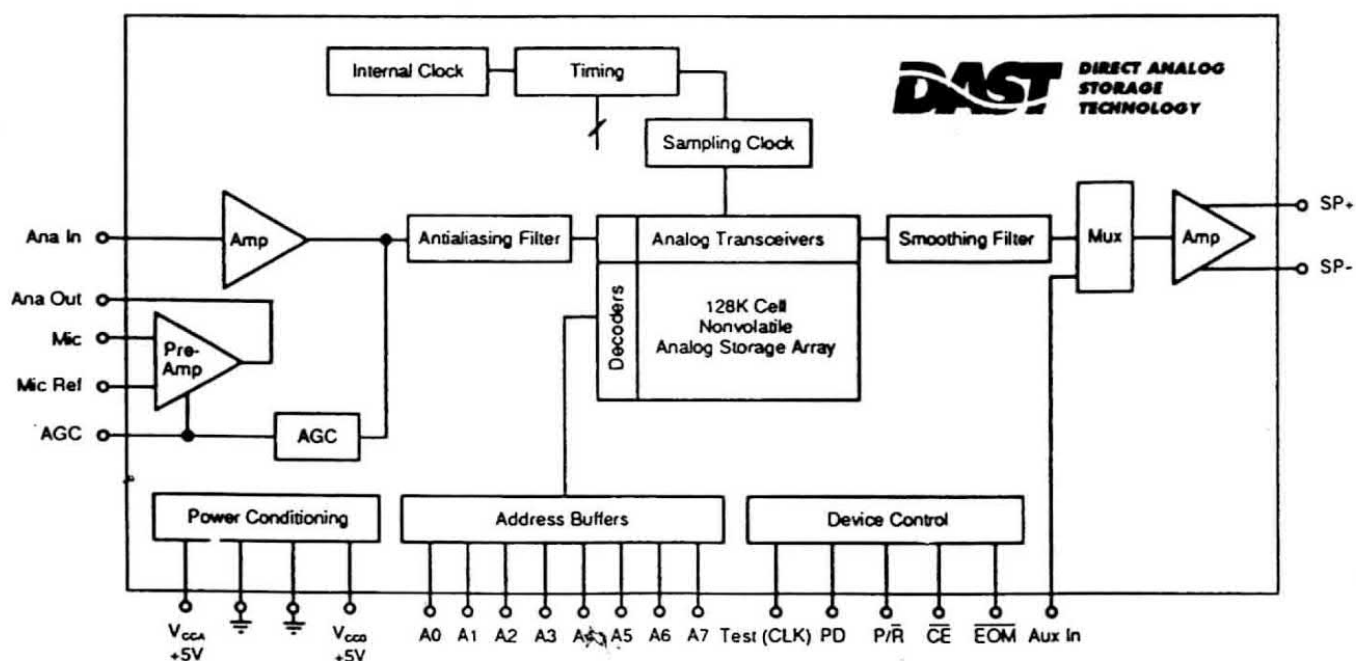 Internal Clock
Timing
DAST
DIRECT ANALOG
STORAGE
TECHNOLOGY
Sampling Clock
Ana In
Amp
Antialiasing Filter
Analog Transceivers
Smoothing Filter
Mux
Amp
SP+
SP-
Ana Out
Mic
Pre-
Amp
Mic Ref
AGC
AGC
Decoders
128K Cell
Nonvolatile
Analog Storage Array
Power Conditioning
Address Buffers
Device Control
VCCA
+5V
VCCD
+5V
A0 A1 A2 A3 A5 A6 A7 Test (CLK) PD P/R̅ C̅E̅ E̅O̅M̅ Aux In